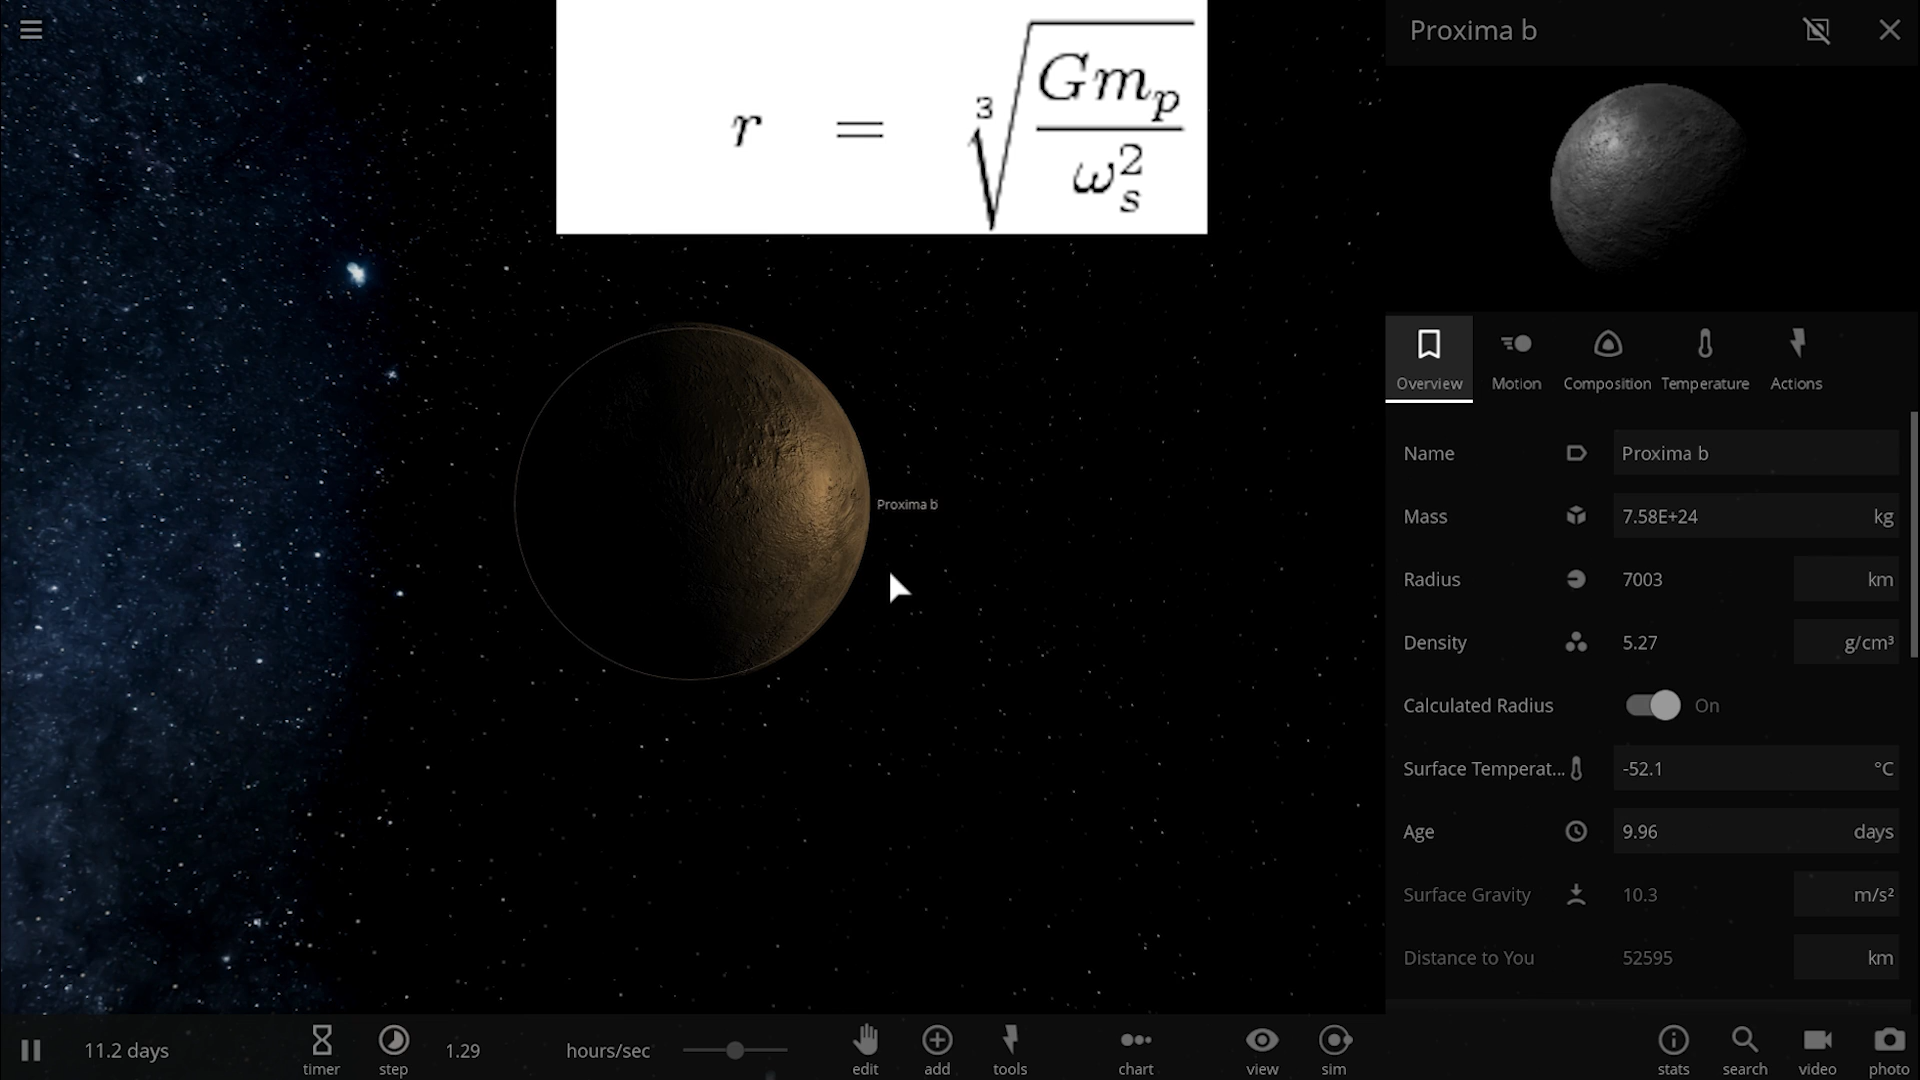 Proxima b
r = ∛(Gmₚ / ωₛ²)
Overview Motion Composition Temperature Actions
Name Proxima b
Mass 7.58E+24 kg
Proxima b
Radius 7003 km
Density 5.27 g/cm³
Calculated Radius On
Surface Temperat... -52.1 °C
Age 9.96 days
Surface Gravity 10.3 m/s²
Distance to You 52595 km
11.2 days timer step 1.29 hours/sec edit add tools chart view sim stats search video photo